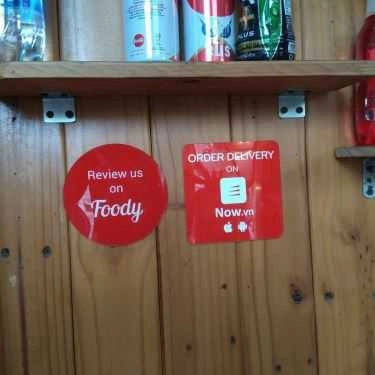 Review us
on
Foody
ORDER DELIVERY
ON
Now.vn